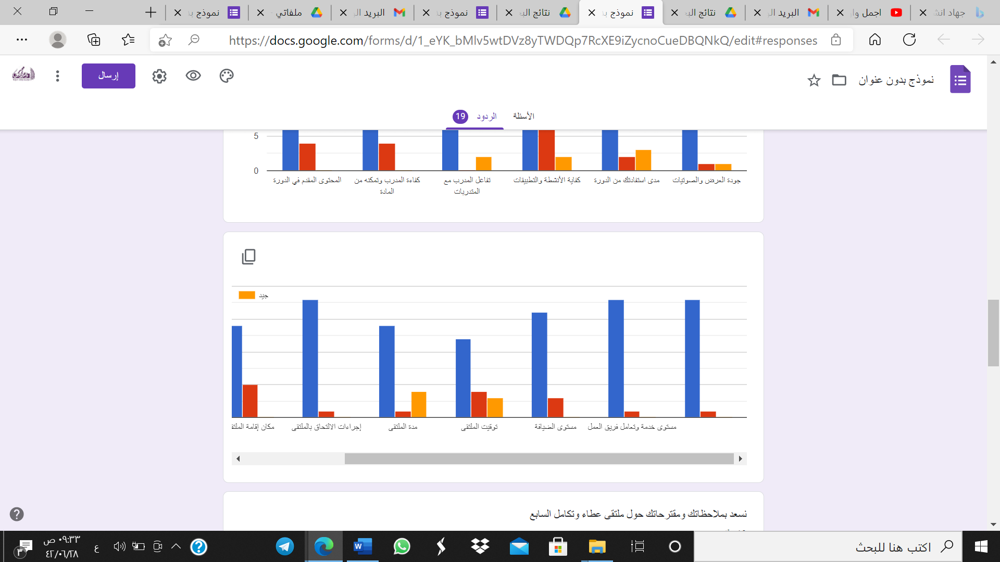 جهاد انش
اجمل وا
البريد ال
نتائج الب
نموذج بد
نتائج الب
نموذج بد
البريد ال
ملفاتي -
نموذج بد
https://docs.google.com/forms/d/1_eYK_bMlv5wtDVz8yTWDQp7RcXE9iZycnoCueDBQNkQ/edit#responses
نموذج بدون عنوان
إرسال
الأسئلة
الردود 19
5
0
المحتوى المقدم في الدورة
كفاءة المدرب وتمكنه من المادة
تفاعل المدرب مع المتدربات
كفاية الأنشطة والتطبيقات
مدى استفادتك من الدورة
جودة العرض والصوتيات
جيد
مكان إقامة الملتق
إجراءات الالتحاق بالملتقى
مدة الملتقى
توقيت الملتقى
مستوى الضيافة
مستوى خدمة وتعامل فريق العمل
نسعد بملاحظاتك ومقترحاتك حول ملتقى عطاء وتكامل السابع
اكتب هنا للبحث
ع
٠٩:٣٣ ص
٤٢/٠٦/٢٨
٣